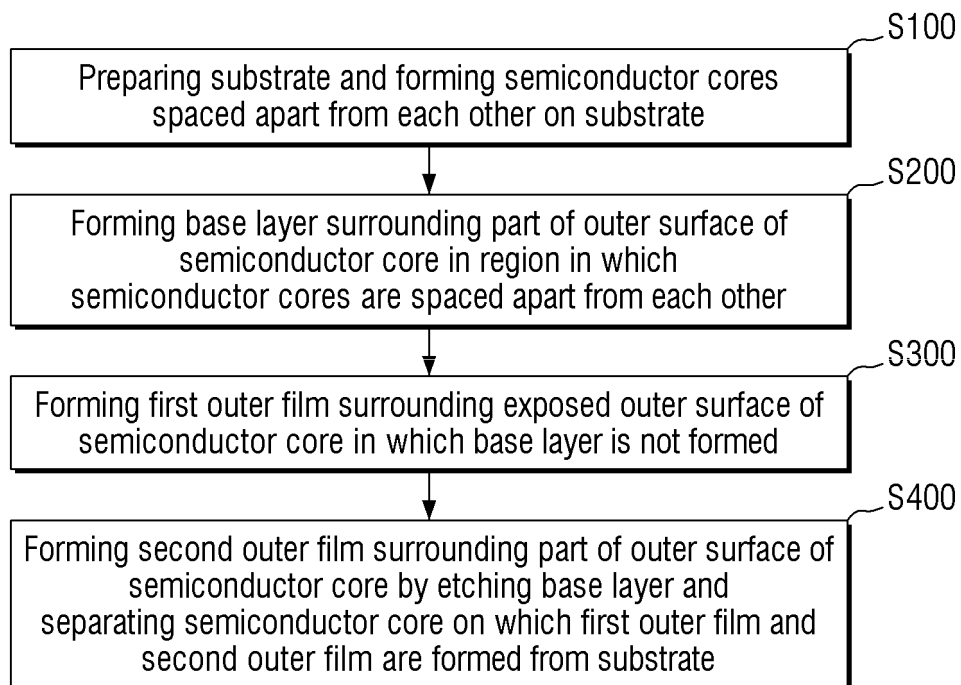 S100
Preparing substrate and forming semiconductor cores
spaced apart from each other on substrate
S200
Forming base layer surrounding part of outer surface of
semiconductor core in region in which
semiconductor cores are spaced apart from each other
S300
Forming first outer film surrounding exposed outer surface of
semiconductor core in which base layer is not formed
S400
Forming second outer film surrounding part of outer surface of
semiconductor core by etching base layer and
separating semiconductor core on which first outer film and
second outer film are formed from substrate